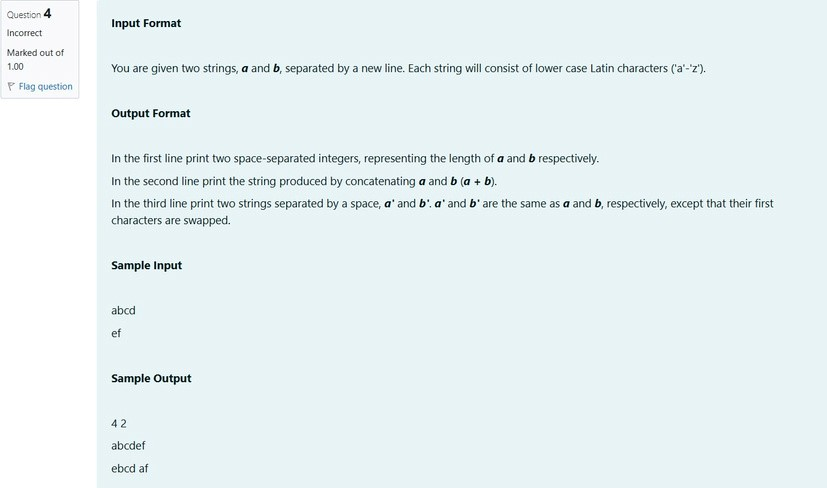 Question 4
Incorrect
Marked out of
1.00
Flag question
Input Format
You are given two strings, a and b, separated by a new line. Each string will consist of lower case Latin characters ('a'-'z').
Output Format
In the first line print two space-separated integers, representing the length of a and b respectively.
In the second line print the string produced by concatenating a and b (a + b).
In the third line print two strings separated by a space, a' and b'. a' and b' are the same as a and b, respectively, except that their first
characters are swapped.
Sample Input
abcd
ef
Sample Output
4 2
abcdef
ebcd af